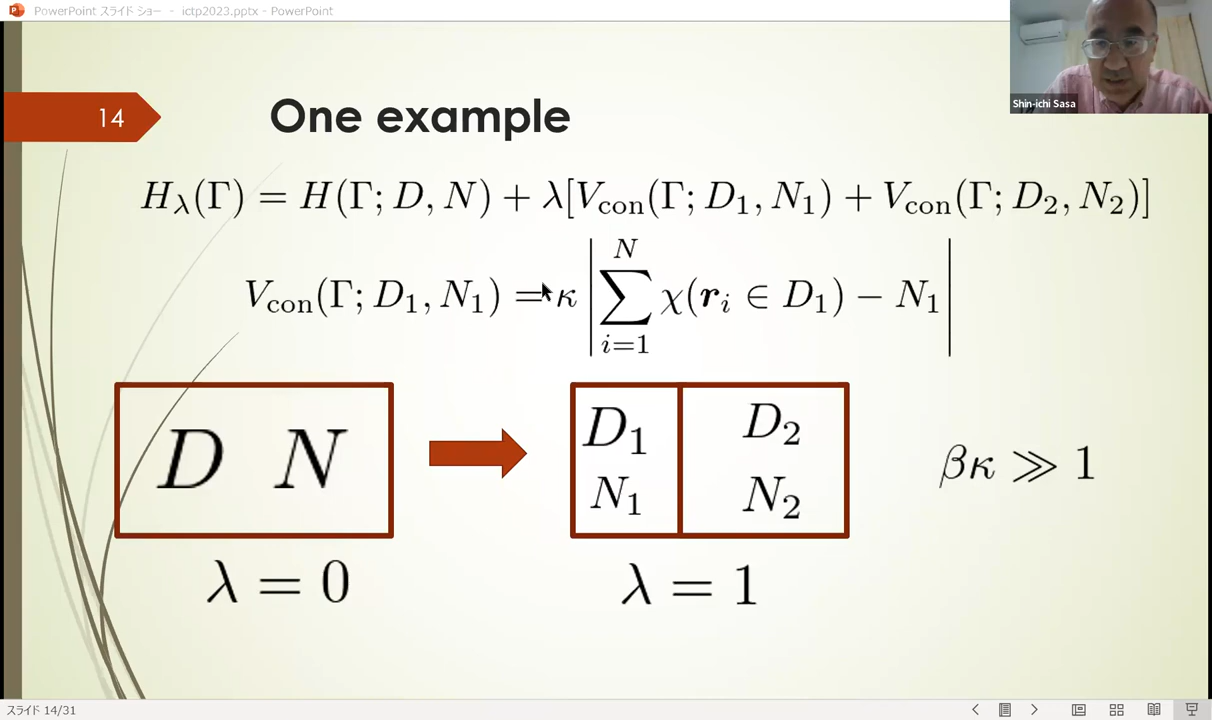 PowerPoint スライド ショー - ictp2023.pptx - PowerPoint
Shin-ichi Sasa
14
One example
H_λ(Γ) = H(Γ; D, N) + λ[V_con(Γ; D_1, N_1) + V_con(Γ; D_2, N_2)]
V_con(Γ; D_1, N_1) = κ | ∑_{i=1}^{N} χ(r_i ∈ D_1) − N_1 |
D N
D_1 D_2
N_1 N_2
βκ ≫ 1
λ = 0
λ = 1
スライド 14/31